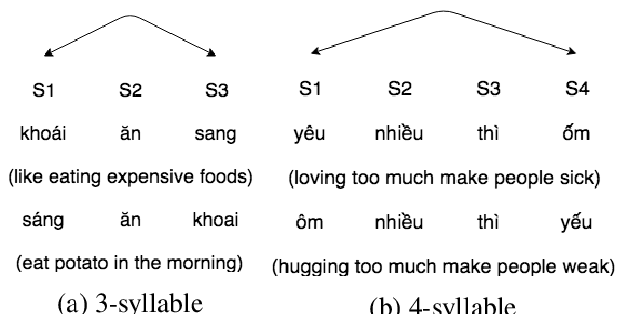 S1 S2 S3
khoái ăn sang
(like eating expensive foods)
sáng ăn khoai
(eat potato in the morning)
(a) 3-syllable
S1 S2 S3 S4
yêu nhiều thì ốm
(loving too much make people sick)
ôm nhiều thì yếu
(hugging too much make people weak)
(b) 4-syllable